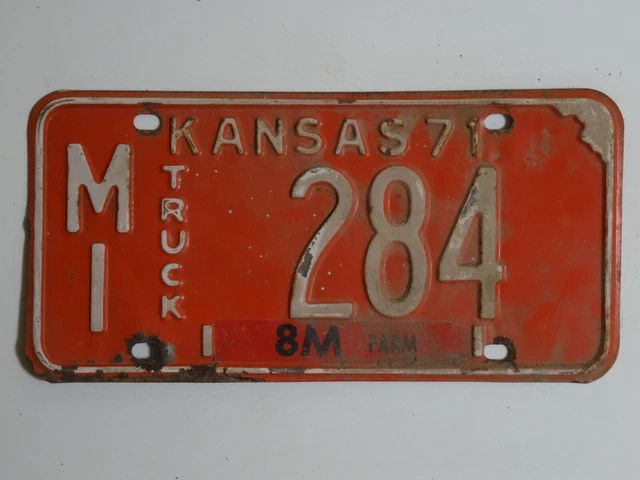 KANSAS 71
MI
TRUCK
284
8M FARM